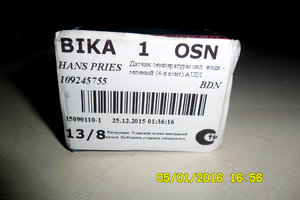 BIKA 1 OSN
HANS PRIES
109245755
Датчик температуры охл. жидк. -
зеленый (4-х конт) AUDI
BDN
15090110-1
25.12.2015 01:36:16
13/8
05/01/2016 16:56